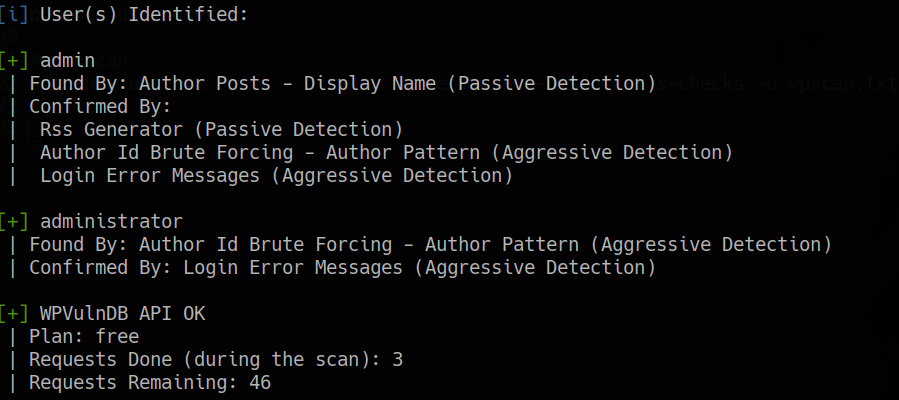 [i] User(s) Identified:
[+] admin
| Found By: Author Posts - Display Name (Passive Detection)
| Confirmed By:
|  Rss Generator (Passive Detection)
|  Author Id Brute Forcing - Author Pattern (Aggressive Detection)
|  Login Error Messages (Aggressive Detection)
[+] administrator
| Found By: Author Id Brute Forcing - Author Pattern (Aggressive Detection)
| Confirmed By: Login Error Messages (Aggressive Detection)
[+] WPVulnDB API OK
| Plan: free
| Requests Done (during the scan): 3
| Requests Remaining: 46